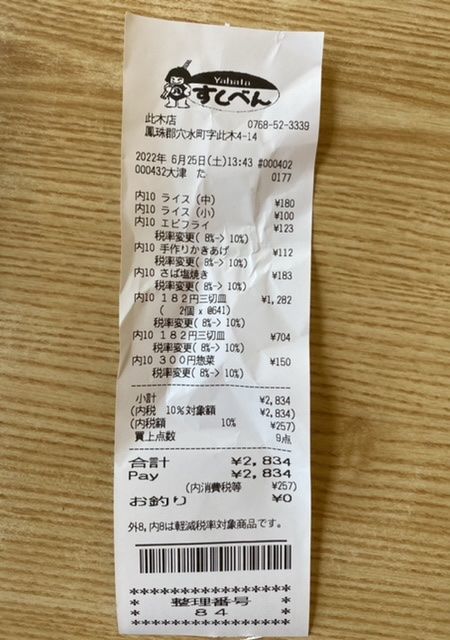 Yahata
すしべん
此木店 0768-52-3339
鳳珠郡穴水町字此木4-14
2022年 6月25日(土)13:43 #000402
000432大津 た 0177
内10 ライス（中） ¥180
内10 ライス（小） ¥100
内10 エビフライ ¥123
税率変更( 8%-> 10%)
内10 手作りかきあげ ¥112
税率変更( 8%-> 10%)
内10 さば塩焼き ¥183
税率変更( 8%-> 10%)
内10 １８２円三切皿 ¥1,282
( 2個 x @641)
税率変更( 8%-> 10%)
内10 １８２円三切皿 ¥704
税率変更( 8%-> 10%)
内10 ３００円惣菜 ¥150
税率変更( 8%-> 10%)
小計 ¥2,834
(内税 10%対象額 ¥2,834)
(内税額 10% ¥257)
買上点数 9点
合計 ¥2,834
Pay ¥2,834
(内消費税等 ¥257)
お釣り ¥0
外8,内8は軽減税率対象商品です。
****************
* 整理番号 *
* ８４ *
****************